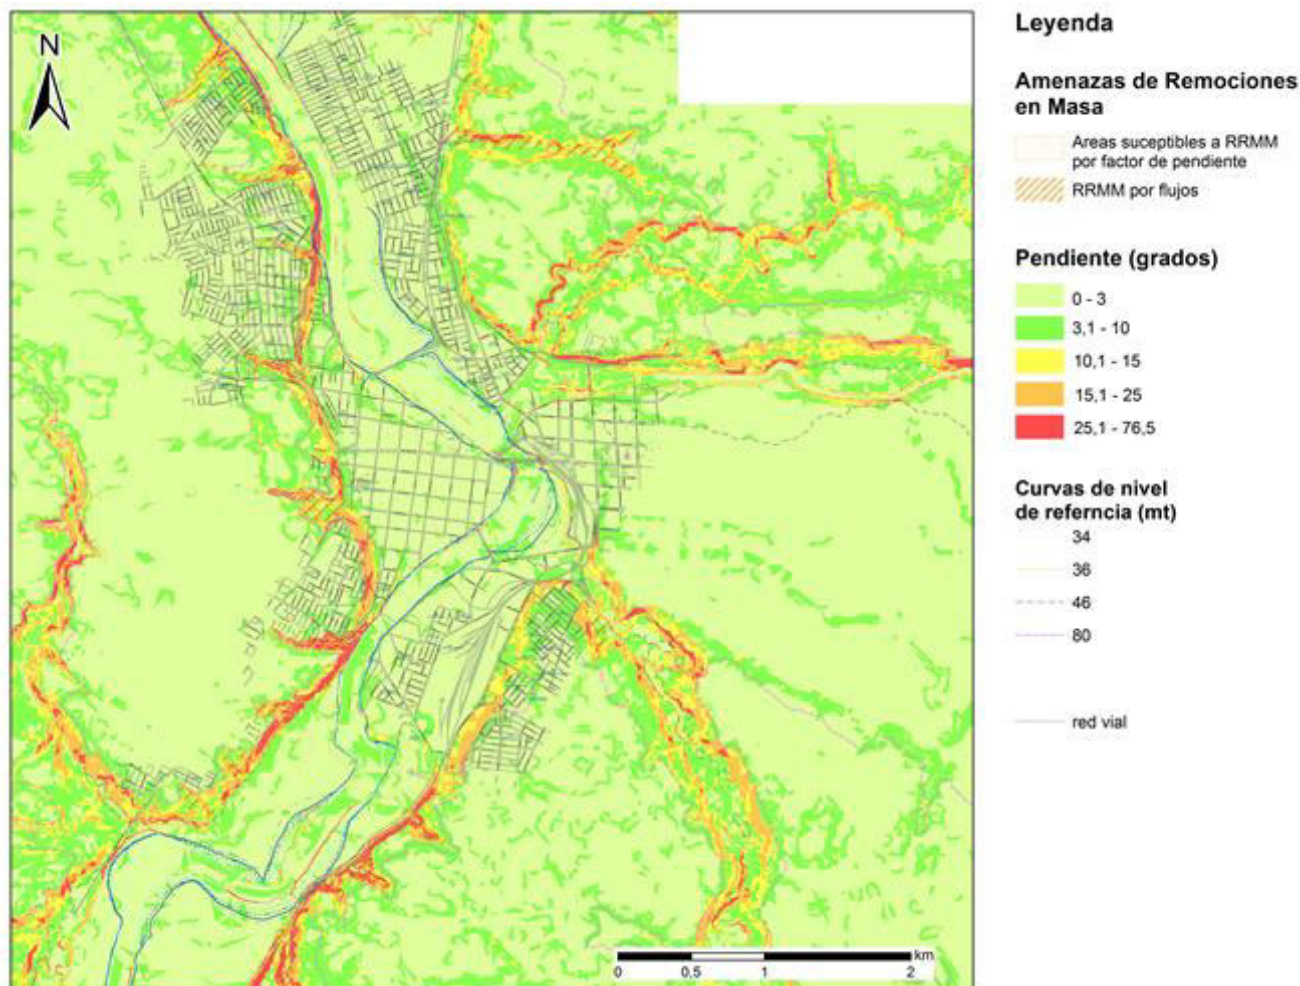 N
Leyenda
Amenazas de Remociones
en Masa
Areas suceptibles a RRMM
por factor de pendiente
RRMM por flujos
Pendiente (grados)
0 - 3
3,1 - 10
10,1 - 15
15,1 - 25
25,1 - 76,5
Curvas de nivel
de referncia (mt)
34
36
46
80
red vial
km
0 0,5 1 2